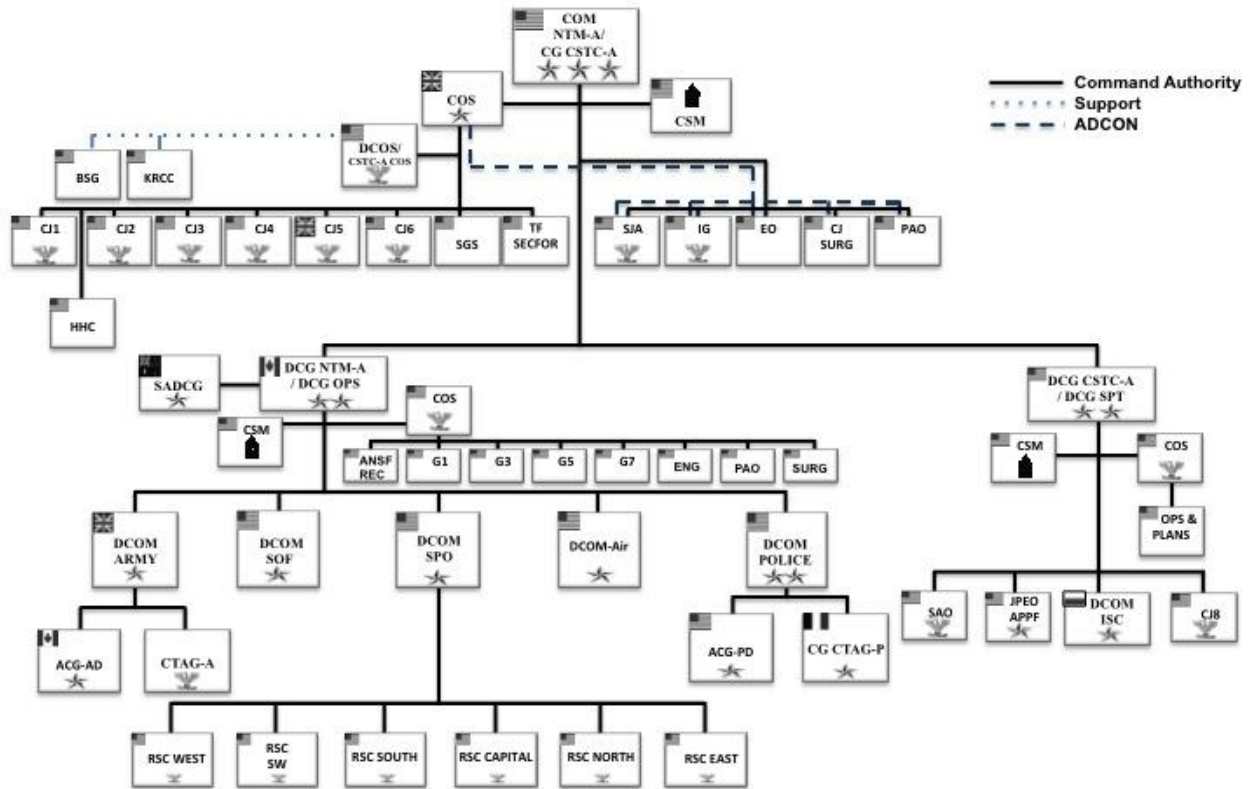 COM
NTM-A/
CG CSTC-A
Command Authority
Support
ADCON
COS
CSM
DCOS/
CSTC-A COS
BSG
KRCC
CJ1
CJ2
CJ3
CJ4
CJ5
CJ6
SGS
TF
SECFOR
SJA
IG
EO
CJ
SURG
PAO
HHC
DCG NTM-A
/ DCG OPS
SADCG
COS
CSM
ANSF
REC
G1
G3
G5
G7
ENG
PAO
SURG
DCG CSTC-A
/ DCG SPT
CSM
COS
OPS &
PLANS
DCOM
ARMY
DCOM
SOF
DCOM
SPO
DCOM-Air
DCOM
POLICE
SAO
JPEO
APPF
DCOM
ISC
CJ8
ACG-AD
CTAG-A
ACG-PD
CG CTAG-P
RSC WEST
RSC
SW
RSC SOUTH
RSC CAPITAL
RSC NORTH
RSC EAST